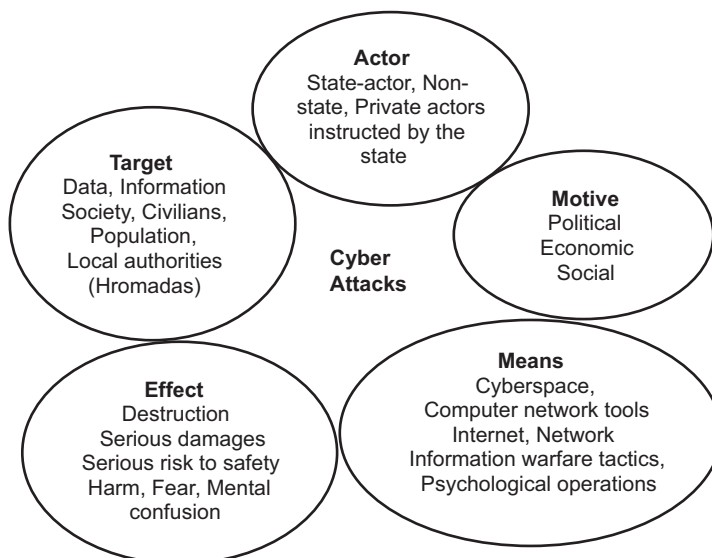 Actor
State-actor, Non-
state, Private actors
instructed by the
state
Target
Data, Information
Society, Civilians,
Population,
Local authorities
(Hromadas)
Motive
Political
Economic
Social
Cyber
Attacks
Effect
Destruction
Serious damages
Serious risk to safety
Harm, Fear, Mental
confusion
Means
Cyberspace,
Computer network tools
Internet, Network
Information warfare tactics,
Psychological operations